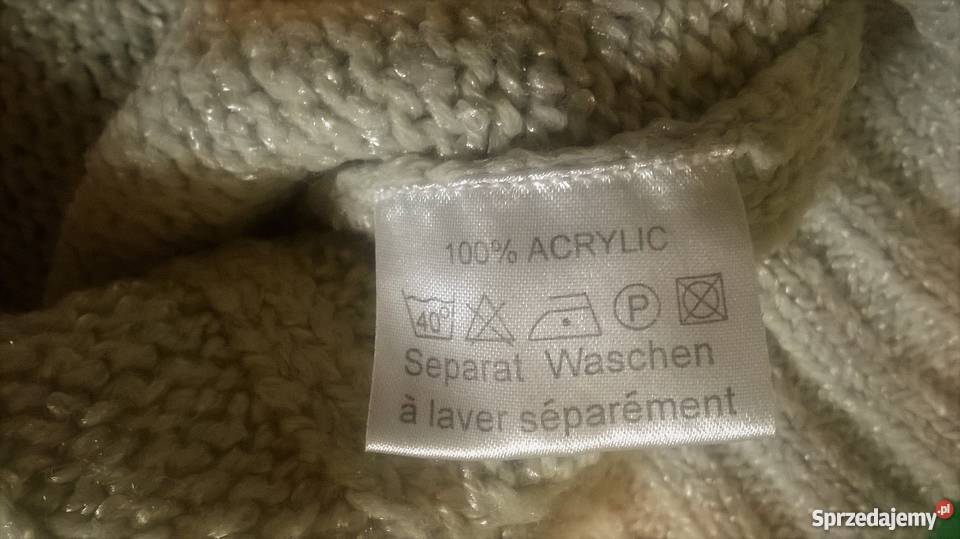 100% ACRYLIC
40° P
Separat Waschen
à laver séparément
Sprzedajemy.pl